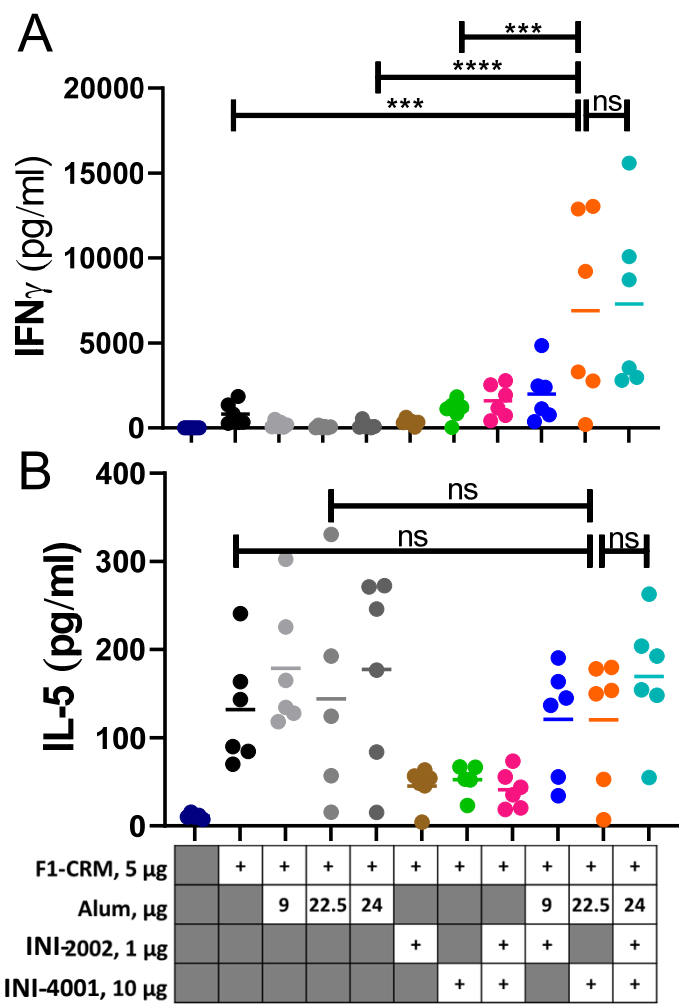 A
***
****
***
ns
20000
15000
10000
5000
0
IFNγ (pg/ml)
B
ns
ns
ns
400
300
200
100
0
IL-5 (pg/ml)
F1-CRM, 5 µg + + + + + + + + + +
Alum, µg 9 22.5 24 9 22.5 24
INI-2002, 1 µg + + + +
INI-4001, 10 µg + + + +